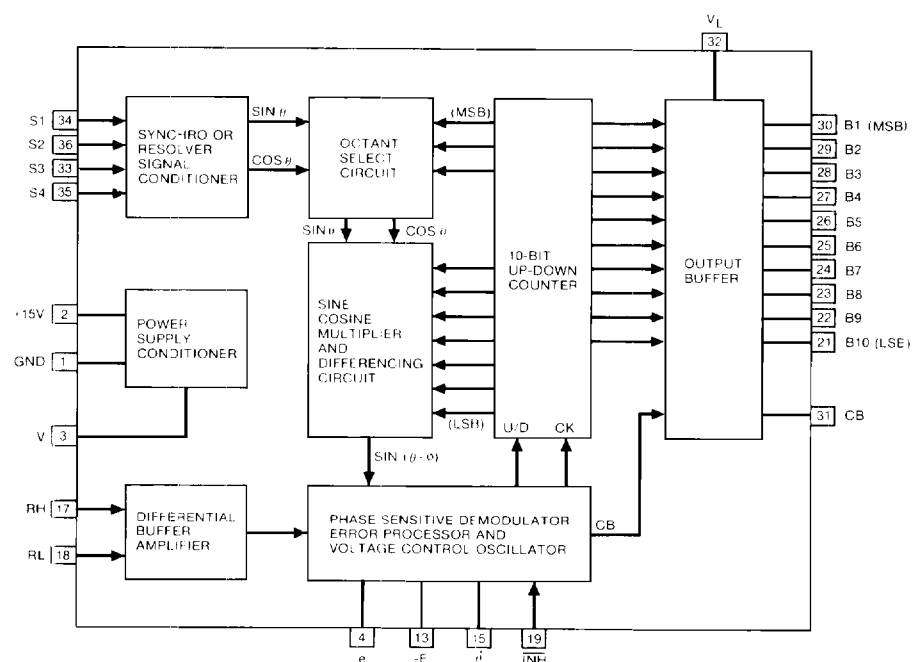 V_L
32
S1 34
S2 36
S3 33
S4 35
SYNCHRO OR
RESOLVER
SIGNAL
CONDITIONER
SIN θ
COS θ
OCTANT
SELECT
CIRCUIT
(MSB)
SIN θ
COS θ
10-BIT
UP-DOWN
COUNTER
OUTPUT
BUFFER
30 B1 (MSB)
29 B2
28 B3
27 B4
26 B5
25 B6
24 B7
23 B8
22 B9
21 B10 (LSE)
31 CB
+15V 2
GND 1
V 3
POWER
SUPPLY
CONDITIONER
SINE
COSINE
MULTIPLIER
AND
DIFFERENCING
CIRCUIT
(LSB)
U/D
CK
SIN (θ-φ)
RH 17
RL 18
DIFFERENTIAL
BUFFER
AMPLIFIER
PHASE SENSITIVE DEMODULATOR
ERROR PROCESSOR AND
VOLTAGE CONTROL OSCILLATOR
CB
4
13
15
19
e
-E
INH